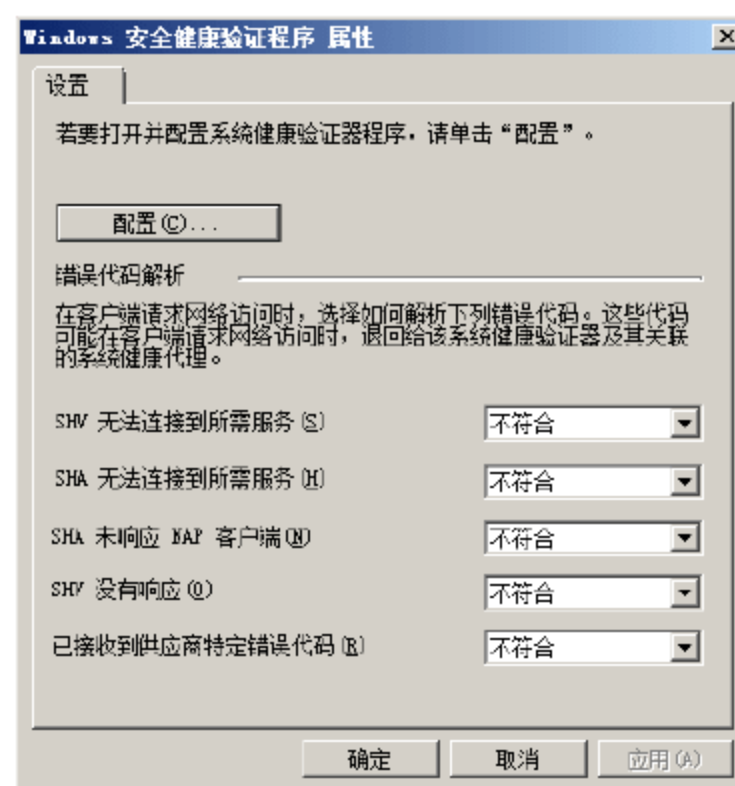 Windows 安全健康验证程序 属性
设置
若要打开并配置系统健康验证器程序，请单击“配置”。
配置(C)...
错误代码解析
在客户端请求网络访问时，选择如何解析下列错误代码。这些代码
可能在客户端请求网络访问时，退回给该系统健康验证器及其关联
的系统健康代理。
SHV 无法连接到所需服务(S) 不符合
SHA 无法连接到所需服务(H) 不符合
SHA 未响应 NAP 客户端(N) 不符合
SHV 没有响应(O) 不符合
已接收到供应商特定错误代码(R) 不符合
确定 取消 应用(A)